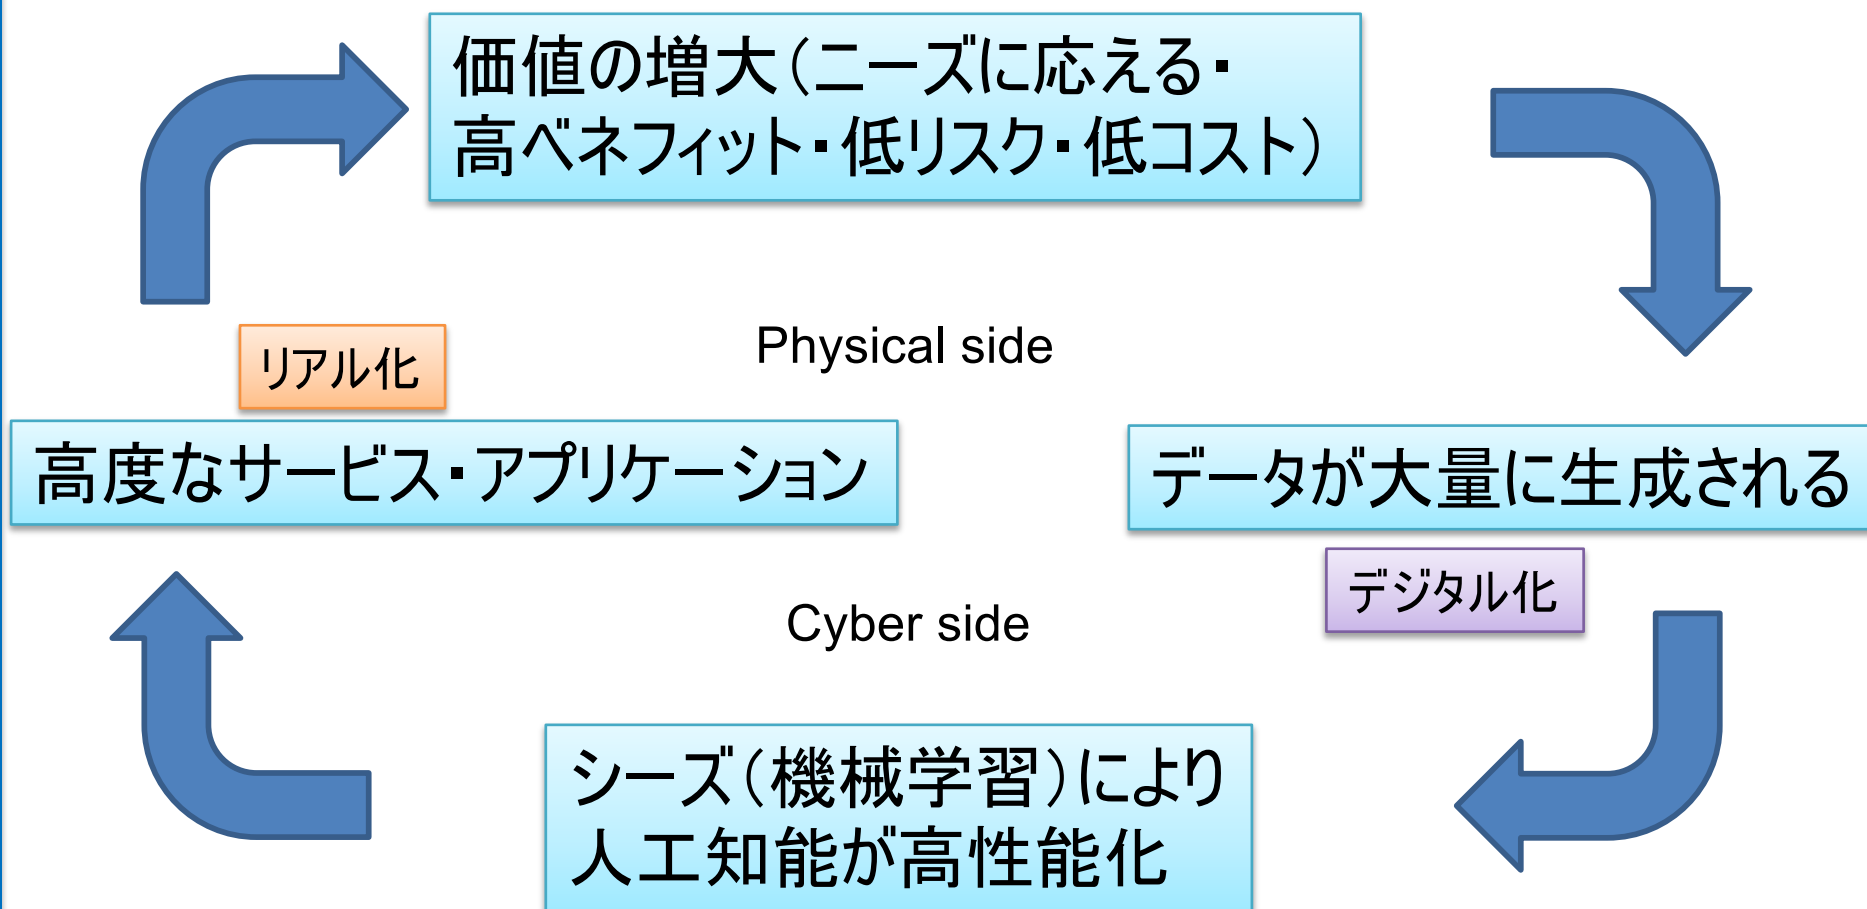 価値の増大（ニーズに応える・
高ベネフィット・低リスク・低コスト）
Physical side
リアル化
高度なサービス・アプリケーション
データが大量に生成される
デジタル化
Cyber side
シーズ（機械学習）により
人工知能が高性能化